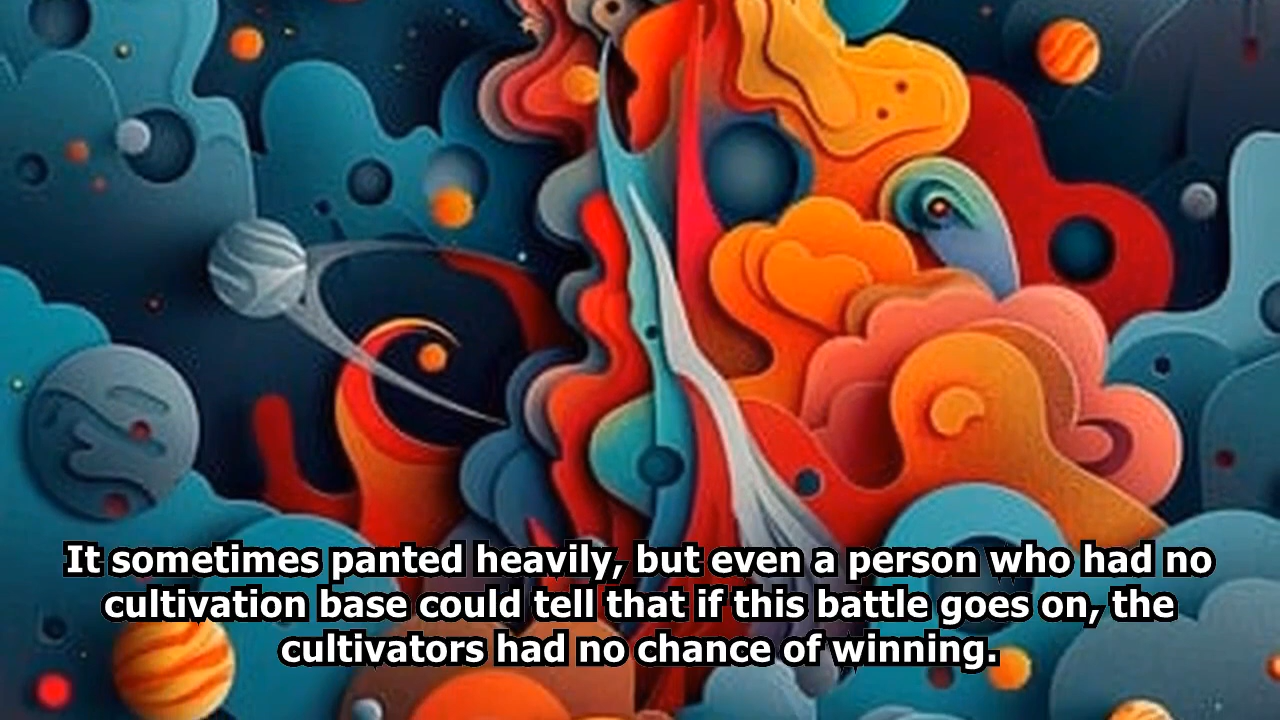 It sometimes panted heavily, but even a person who had no
cultivation base could tell that if this battle goes on, the
cultivators had no chance of winning.